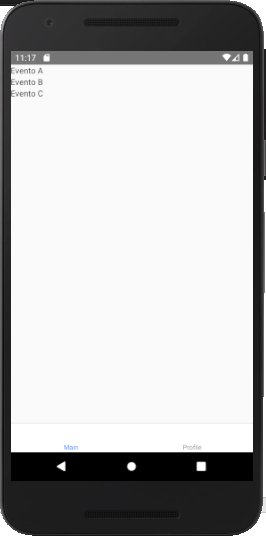 11:17
Evento A
Evento B
Evento C
Main Profile